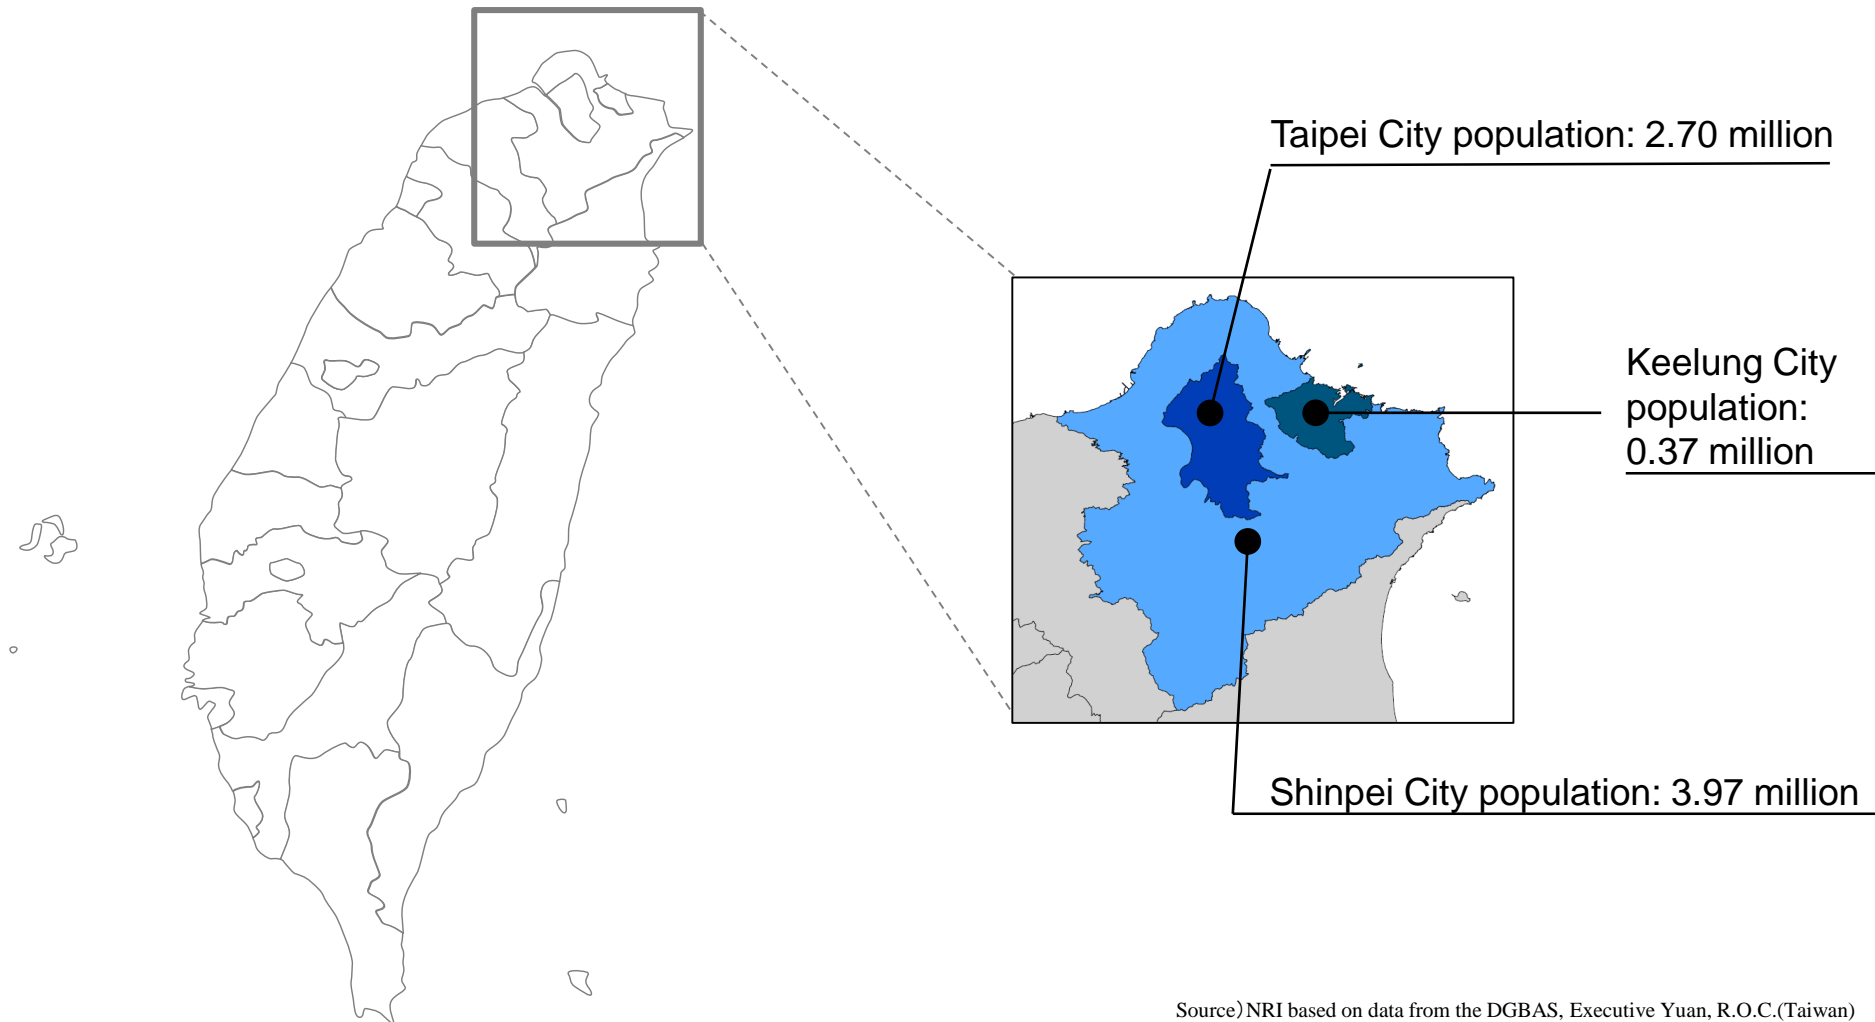 Taipei City population: 2.70 million
Keelung City
population:
0.37 million
Shinpei City population: 3.97 million
Source）NRI based on data from the DGBAS, Executive Yuan, R.O.C.(Taiwan)